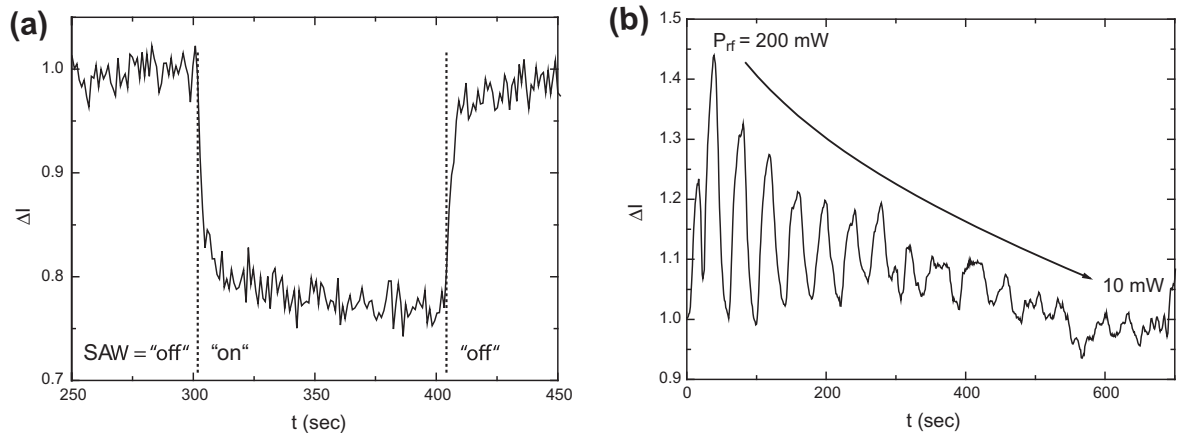 (a)
1.0
0.9
0.8
0.7
ΔI
SAW = “off“ “on“ “off“
250 300 350 400 450
t (sec)
(b)
P_rf = 200 mW
10 mW
1.5
1.4
1.3
1.2
1.1
1.0
0.9
ΔI
0 200 400 600
t (sec)